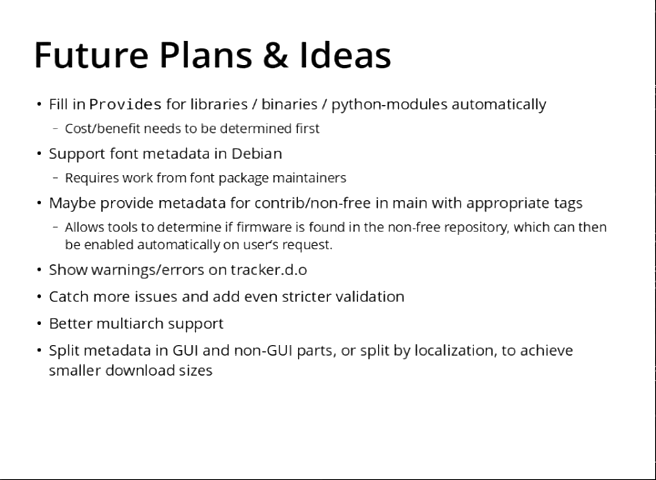 Future Plans & Ideas
• Fill in Provides for libraries / binaries / python-modules automatically
– Cost/benefit needs to be determined first
• Support font metadata in Debian
– Requires work from font package maintainers
• Maybe provide metadata for contrib/non-free in main with appropriate tags
– Allows tools to determine if firmware is found in the non-free repository, which can then
be enabled automatically on user's request.
• Show warnings/errors on tracker.d.o
• Catch more issues and add even stricter validation
• Better multiarch support
• Split metadata in GUI and non-GUI parts, or split by localization, to achieve
smaller download sizes